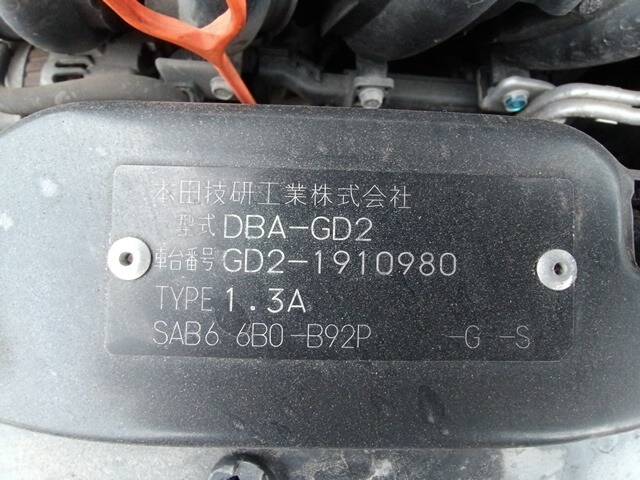 本田技研工業株式会社
型式 DBA-GD2
車台番号 GD2-1910980
TYPE 1.3A
SAB6 6B0-B92P -G -S